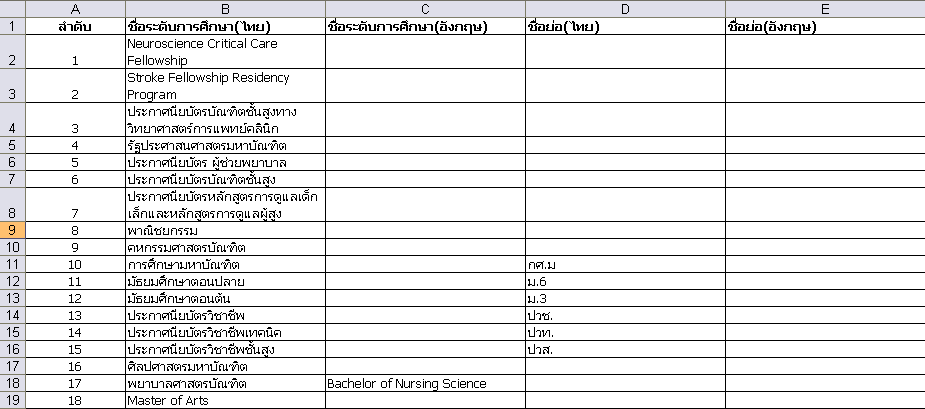 A B C D E
1 ลำดับ ชื่อระดับการศึกษา(ไทย) ชื่อระดับการศึกษา(อังกฤษ) ชื่อย่อ(ไทย) ชื่อย่อ(อังกฤษ)
Neuroscience Critical Care
2 1 Fellowship
Stroke Fellowship Residency
3 2 Program
ประกาศนียบัตรบัณฑิตชั้นสูงทาง
4 3 วิทยาศาสตร์การแพทย์คลินิก
5 4 รัฐประศาสนศาสตรมหาบัณฑิต
6 5 ประกาศนียบัตร ผู้ช่วยพยาบาล
7 6 ประกาศนียบัตรบัณฑิตชั้นสูง
ประกาศนียบัตรหลักสูตรการดูแลเด็ก
8 7 เล็กและหลักสูตรการดูแลผู้สูง
9 8 พาณิชยกรรม
10 9 คหกรรมศาสตรบัณฑิต
11 10 การศึกษามหาบัณฑิต กศ.ม
12 11 มัธยมศึกษาตอนปลาย ม.6
13 12 มัธยมศึกษาตอนต้น ม.3
14 13 ประกาศนียบัตรวิชาชีพ ปวช.
15 14 ประกาศนียบัตรวิชาชีพเทคนิค ปวท.
16 15 ประกาศนียบัตรวิชาชีพชั้นสูง ปวส.
17 16 ศิลปศาสตรมหาบัณฑิต
18 17 พยาบาลศาสตรบัณฑิต Bachelor of Nursing Science
19 18 Master of Arts